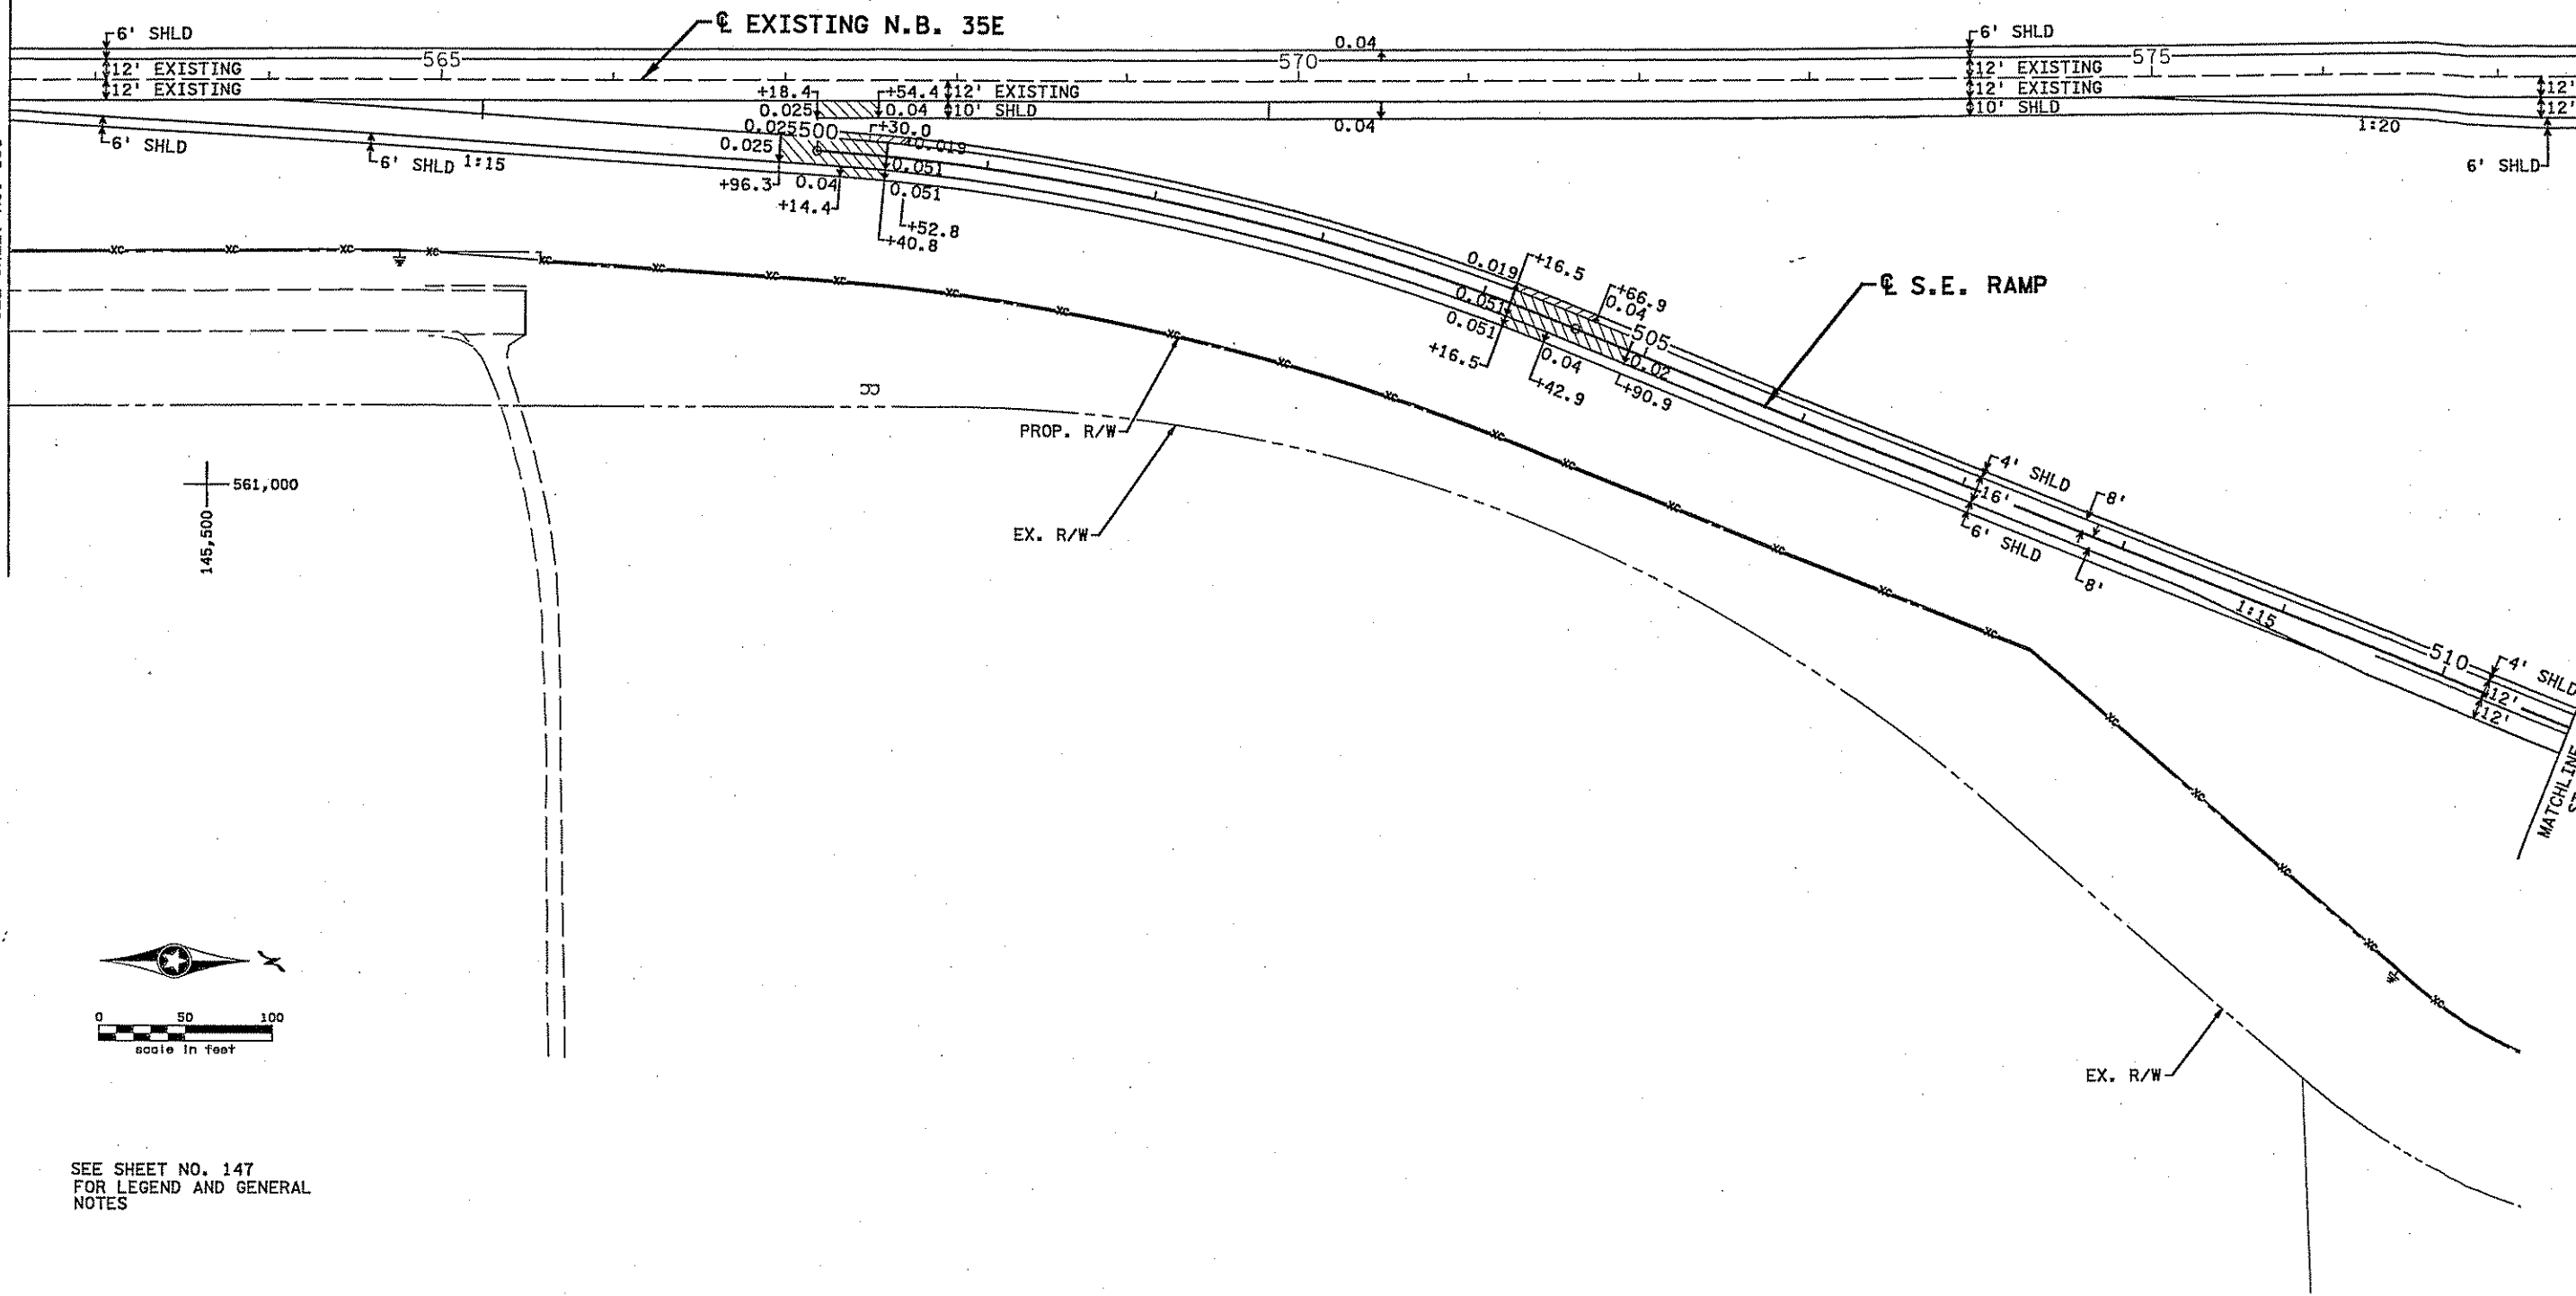 ℄ EXISTING N.B. 35E
6' SHLD
12' EXISTING
12' EXISTING
565
0.04
570
6' SHLD
12' EXISTING
12' EXISTING
10' SHLD
575
12'
12'
+18.4
+54.4
12' EXISTING
0.025
0.04
10' SHLD
0.04
1:20
6' SHLD
6' SHLD
6' SHLD
1:15
0.025
500
+30.0
0.025
0.019
0.051
+96.3
0.04
0.051
+14.4
+52.8
+40.8
0.019
+16.5
+66.9
0.04
0.051
0.051
505
+16.5
0.04
0.02
+42.9
+90.9
℄ S.E. RAMP
PROP. R/W
EX. R/W
561,000
145,500
4' SHLD
16'
8'
6' SHLD
8'
1:15
510
4' SHLD
12'
12'
MATCHLINE
EX. R/W
0 50 100
scale in feet
SEE SHEET NO. 147
FOR LEGEND AND GENERAL
NOTES